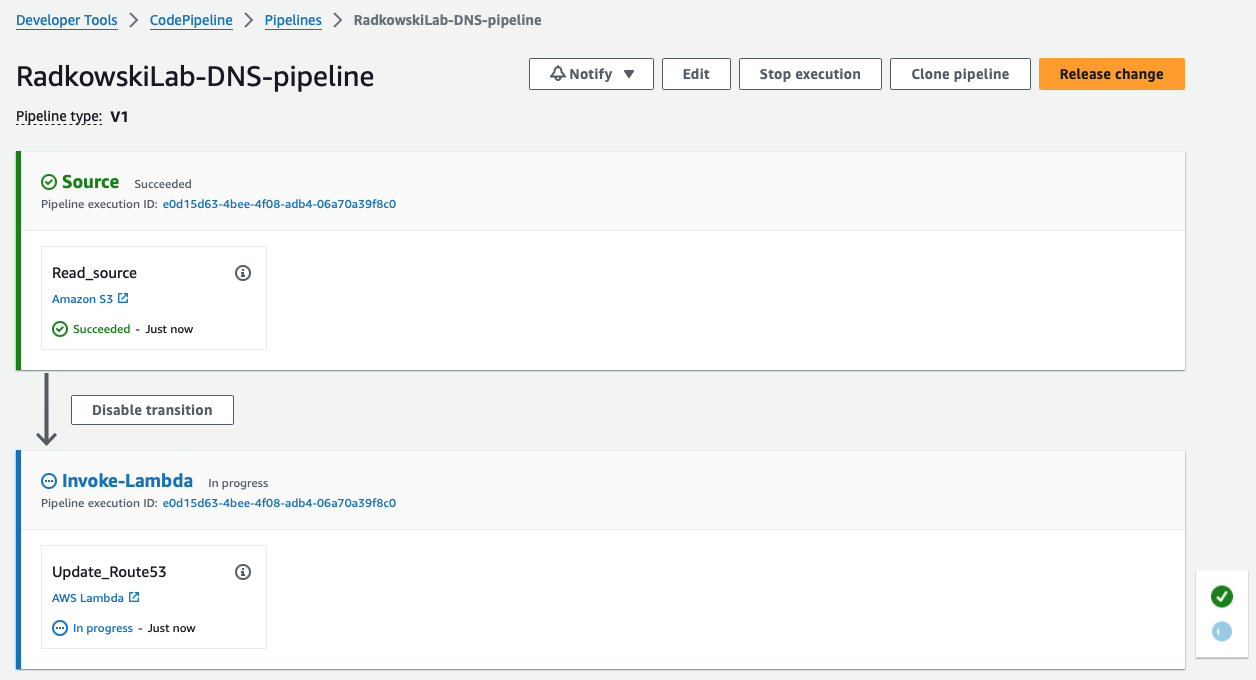 Developer Tools > CodePipeline > Pipelines > RadkowskiLab-DNS-pipeline
RadkowskiLab-DNS-pipeline
Notify ▼ Edit Stop execution Clone pipeline Release change
Pipeline type: V1
Source Succeeded
Pipeline execution ID: e0d15d63-4bee-4f08-adb4-06a70a39f8c0
Read_source
Amazon S3
Succeeded - Just now
Disable transition
Invoke-Lambda In progress
Pipeline execution ID: e0d15d63-4bee-4f08-adb4-06a70a39f8c0
Update_Route53
AWS Lambda
In progress - Just now